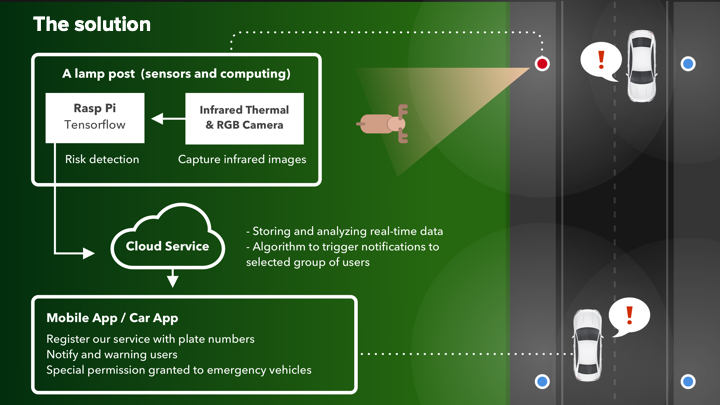 The solution
A lamp post (sensors and computing)
Rasp Pi
Tensorflow
Infrared Thermal
& RGB Camera
Risk detection
Capture infrared images
Cloud Service
- Storing and analyzing real-time data
- Algorithm to trigger notifications to
selected group of users
Mobile App / Car App
Register our service with plate numbers
Notify and warning users
Special permission granted to emergency vehicles
!
!